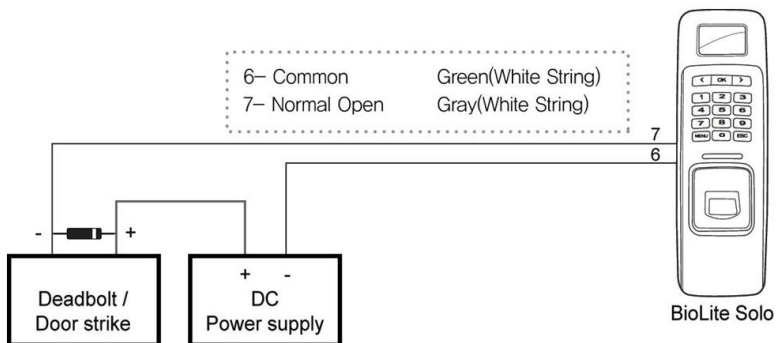 6- Common Green(White String)
7- Normal Open Gray(White String)
7
6
< OK >
1 2 3
4 5 6
7 8 9
MENU 0 ESC
- +
+ -
Deadbolt /
Door strike
DC
Power supply
BioLite Solo